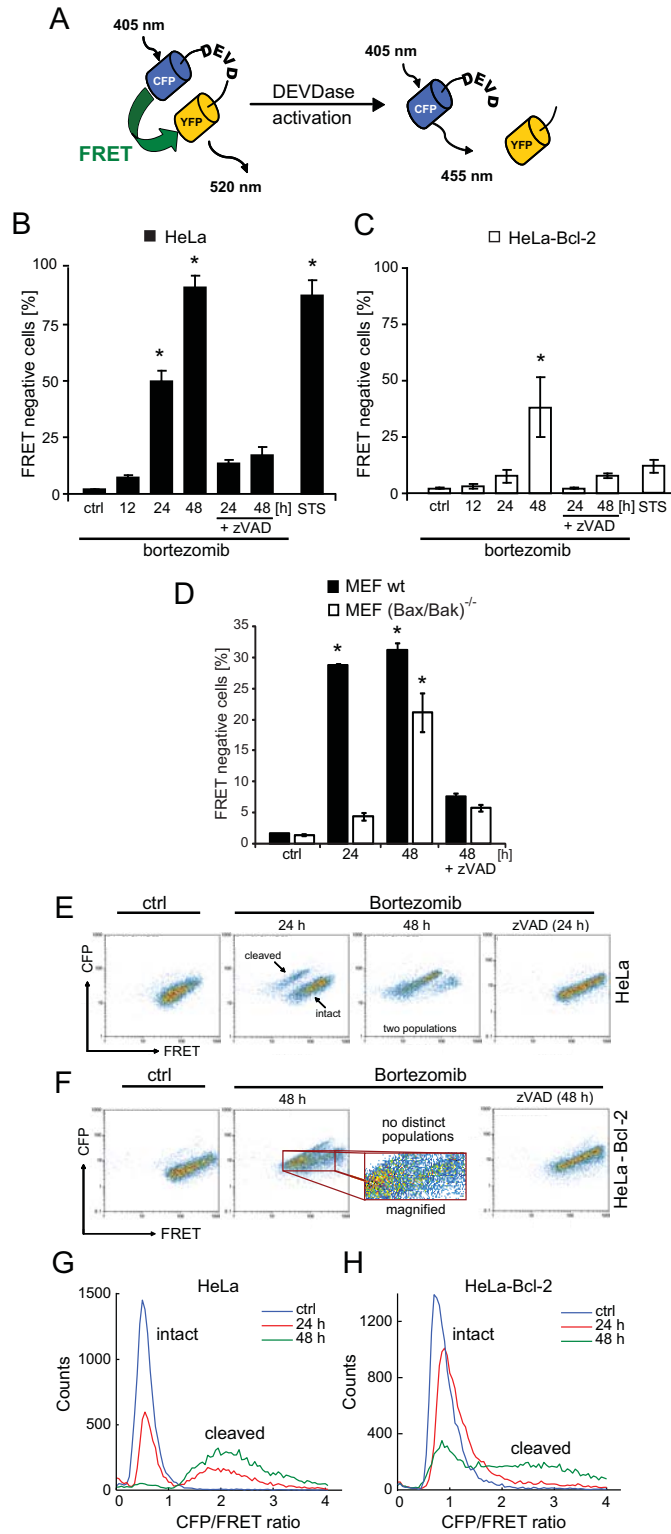 A
405 nm
DEVD
CFP
YFP
FRET
520 nm
DEVDase
activation
405 nm
DEVD
CFP
YFP
455 nm
B
HeLa
FRET negative cells [%]
100
75
50
25
0
*
*
*
ctrl 12 24 48 24 48 [h] STS
+ zVAD
bortezomib
C
HeLa-Bcl-2
FRET negative cells [%]
100
75
50
25
0
*
ctrl 12 24 48 24 48 [h] STS
+ zVAD
bortezomib
D
MEF wt
MEF (Bax/Bak)-/-
FRET negative cells [%]
35
30
25
20
15
10
5
0
*
*
*
ctrl 24 48 48 [h]
+ zVAD
E
ctrl
Bortezomib
24 h
48 h
zVAD (24 h)
CFP
FRET
cleaved
intact
two populations
HeLa
F
ctrl
Bortezomib
48 h
no distinct
populations
magnified
zVAD (48 h)
CFP
FRET
HeLa-Bcl-2
G
HeLa
Counts
1500
1000
500
0
intact
cleaved
ctrl
24 h
48 h
0 1 2 3 4
CFP/FRET ratio
H
HeLa-Bcl-2
Counts
1200
800
400
0
intact
cleaved
ctrl
24 h
48 h
0 1 2 3 4
CFP/FRET ratio